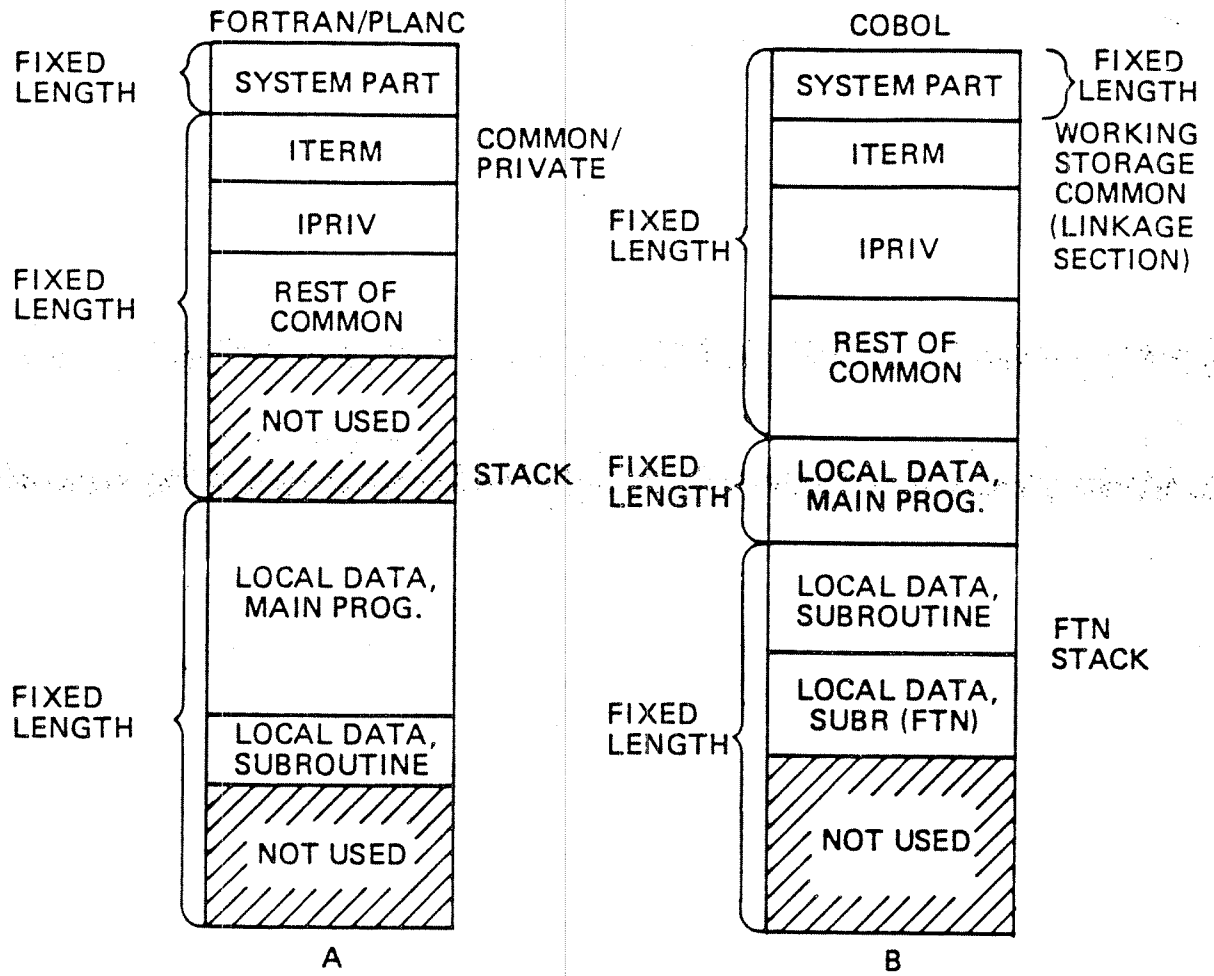 FORTRAN/PLANC
FIXED
LENGTH
SYSTEM PART
ITERM
COMMON/
PRIVATE
IPRIV
FIXED
LENGTH
REST OF
COMMON
NOT USED
STACK
LOCAL DATA,
MAIN PROG.
FIXED
LENGTH
LOCAL DATA,
SUBROUTINE
NOT USED
A
COBOL
SYSTEM PART
FIXED
LENGTH
ITERM
WORKING
STORAGE
COMMON
(LINKAGE
SECTION)
FIXED
LENGTH
IPRIV
REST OF
COMMON
FIXED
LENGTH
LOCAL DATA,
MAIN PROG.
LOCAL DATA,
SUBROUTINE
FTN
STACK
FIXED
LENGTH
LOCAL DATA,
SUBR (FTN)
NOT USED
B